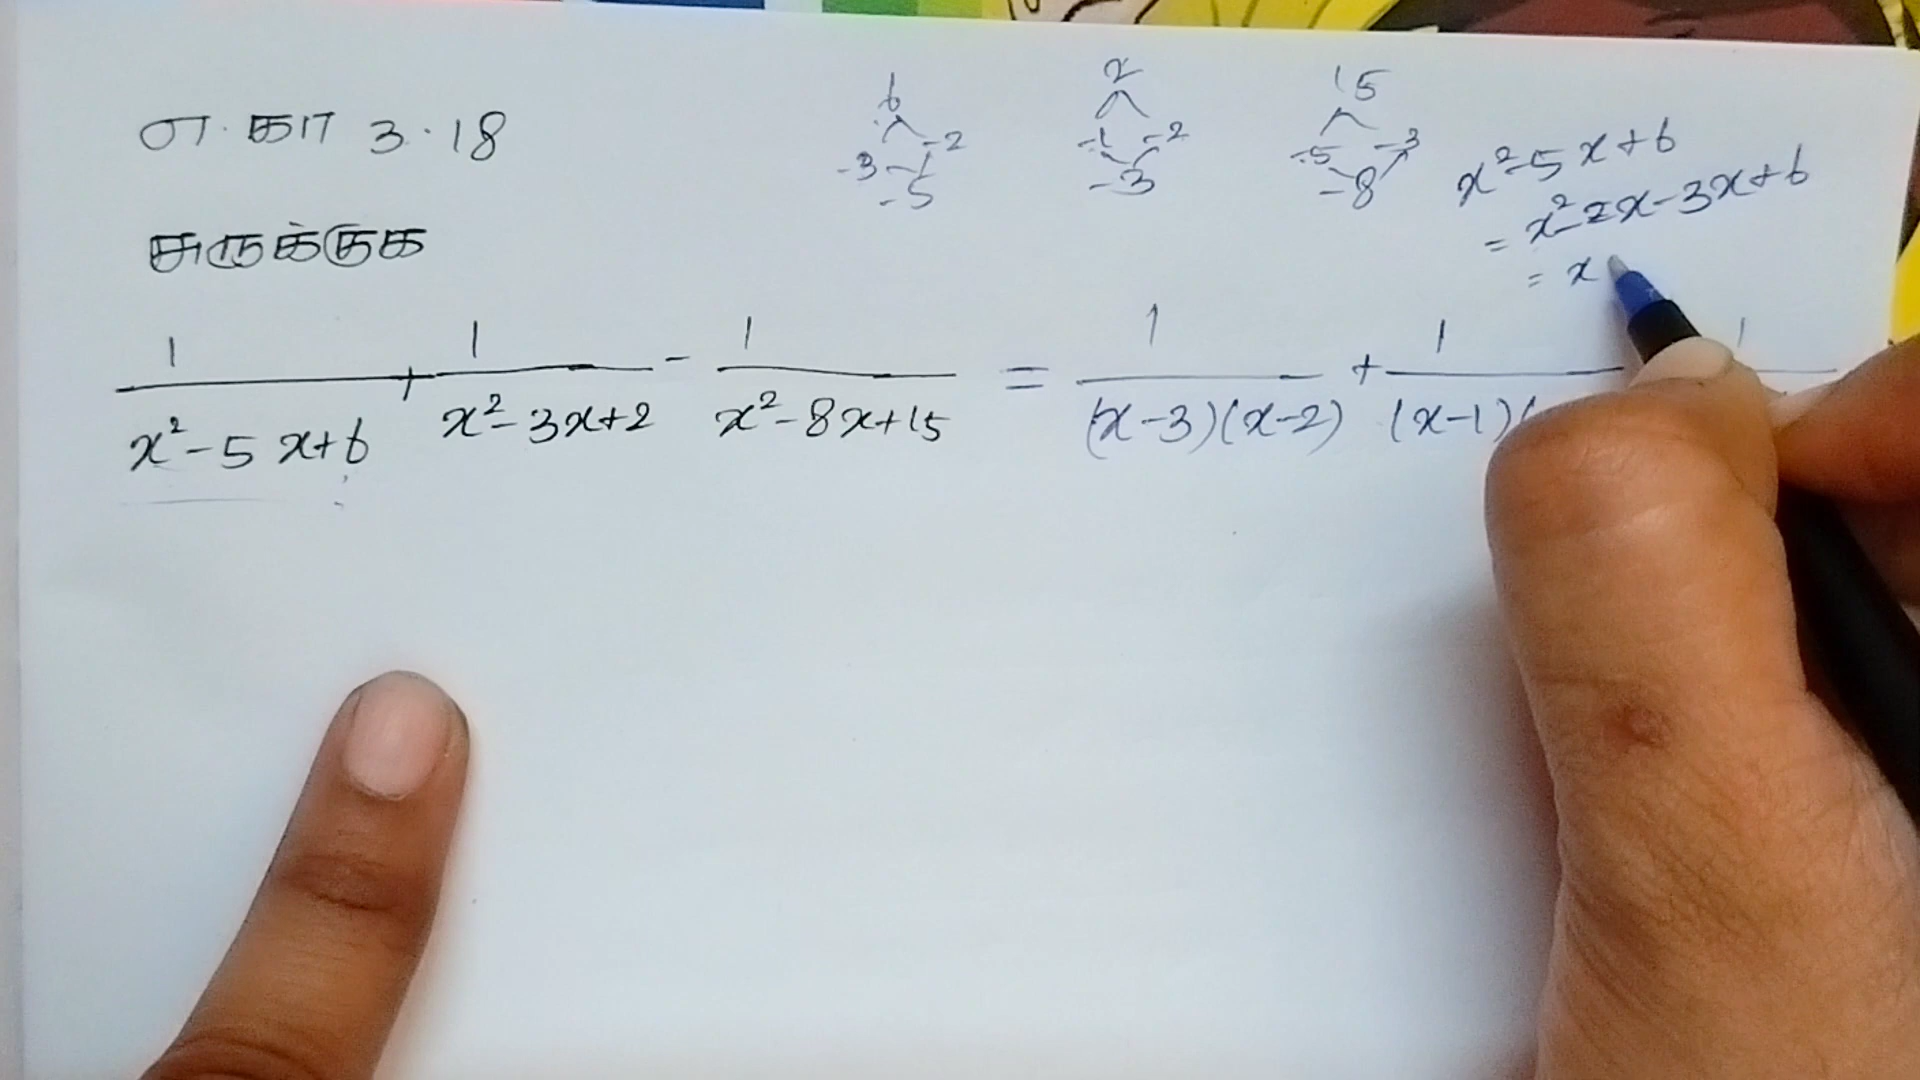 எ.கா 3.18
சுருக்குக
6
-3 -2
-5
2
-1 -2
-3
15
-5 -3
-8
x²-5x+6
= x²-2x-3x+6
= x
1/(x²-5x+6) + 1/(x²-3x+2) - 1/(x²-8x+15) = 1/((x-3)(x-2)) + 1/((x-1)(
1